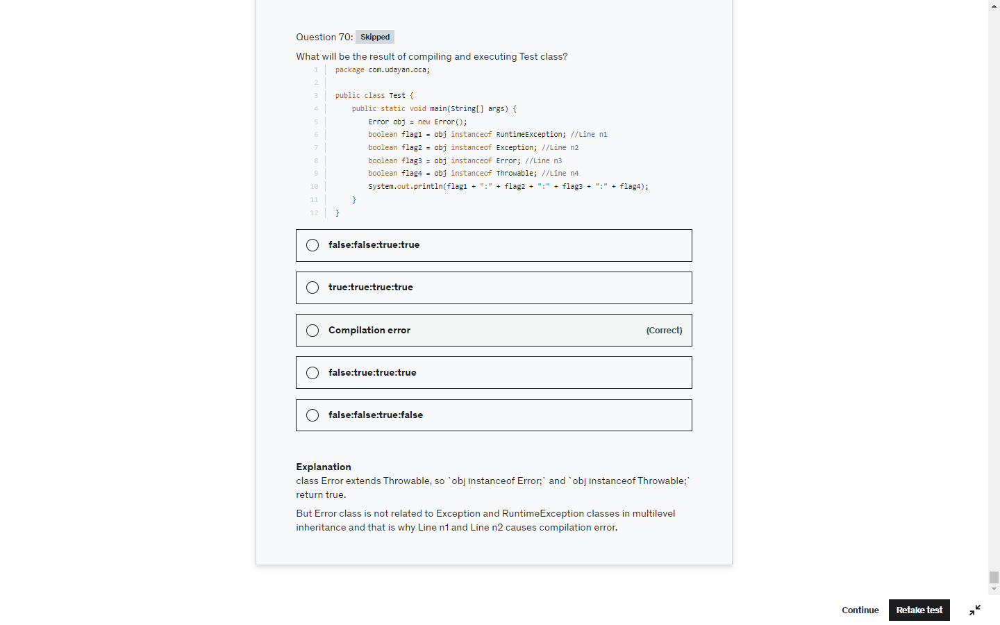 Question 70: Skipped
What will be the result of compiling and executing Test class?
1 package com.udayan.oca;
2
3 public class Test {
4 public static void main(String[] args) {
5 Error obj = new Error();
6 boolean flag1 = obj instanceof RuntimeException; //Line n1
7 boolean flag2 = obj instanceof Exception; //Line n2
8 boolean flag3 = obj instanceof Error; //Line n3
9 boolean flag4 = obj instanceof Throwable; //Line n4
10 System.out.println(flag1 + ":" + flag2 + ":" + flag3 + ":" + flag4);
11 }
12 }
false:false:true:true
true:true:true:true
Compilation error (Correct)
false:true:true:true
false:false:true:false
Explanation
class Error extends Throwable, so `obj instanceof Error;` and `obj instanceof Throwable;`
return true.
But Error class is not related to Exception and RuntimeException classes in multilevel
inheritance and that is why Line n1 and Line n2 causes compilation error.
Continue Retake test